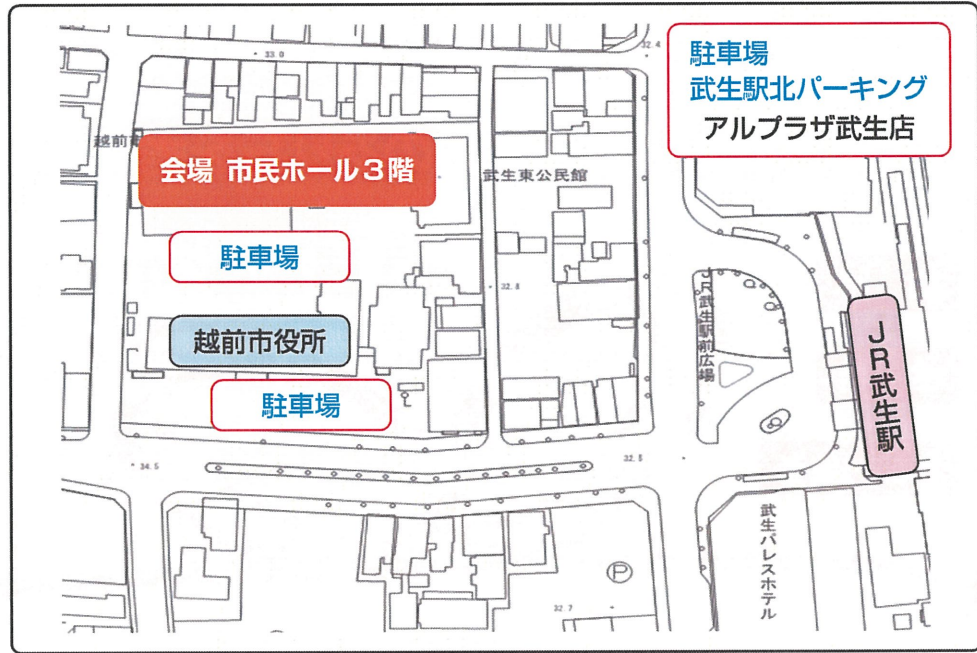 33.0
32.4
駐車場
武生駅北パーキング
アルプラザ武生店
越前市
会場 市民ホール3階
武生東公民館
駐車場
32.8
越前市役所
駐車場
JR武生駅前広場
JR武生駅
34.5
32.5
武生パレスホテル
P
32.7